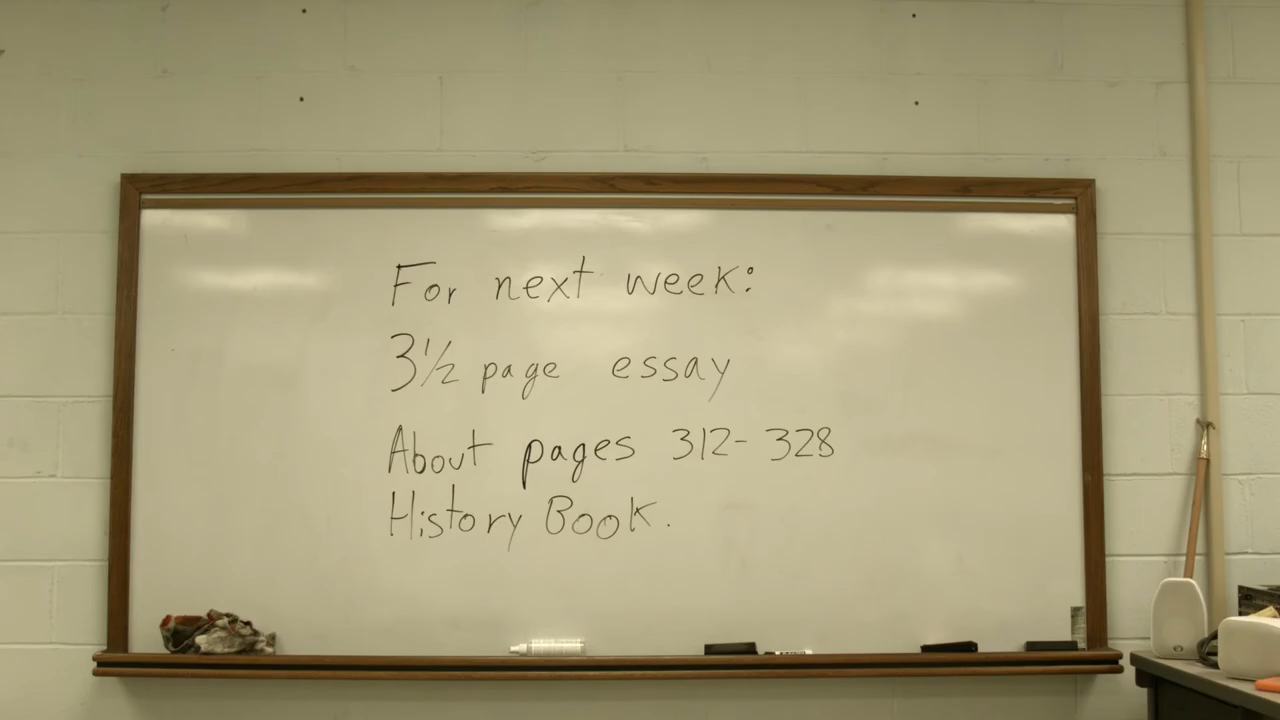 For next week:
3½ page essay
About pages 312-328
History Book.